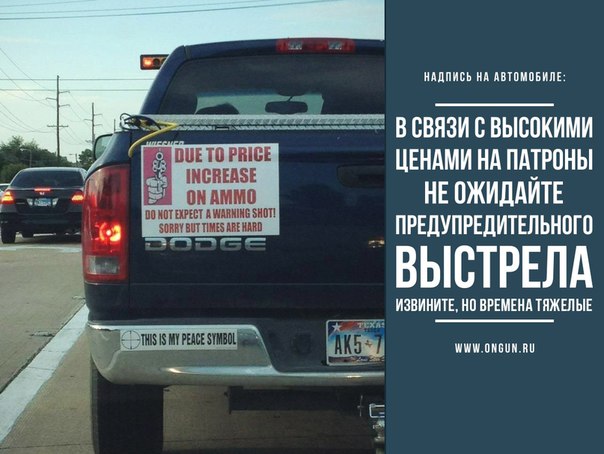 WIESNER
DUE TO PRICE
INCREASE
ON AMMO
DO NOT EXPECT A WARNING SHOT!
SORRY BUT TIMES ARE HARD
DODGE
THIS IS MY PEACE SYMBOL
TEXAS
AK5
НАДПИСЬ НА АВТОМОБИЛЕ:
В СВЯЗИ С ВЫСОКИМИ
ЦЕНАМИ НА ПАТРОНЫ
НЕ ОЖИДАЙТЕ
ПРЕДУПРЕДИТЕЛЬНОГО
ВЫСТРЕЛА
ИЗВИНИТЕ, НО ВРЕМЕНА ТЯЖЕЛЫЕ
WWW.ONGUN.RU